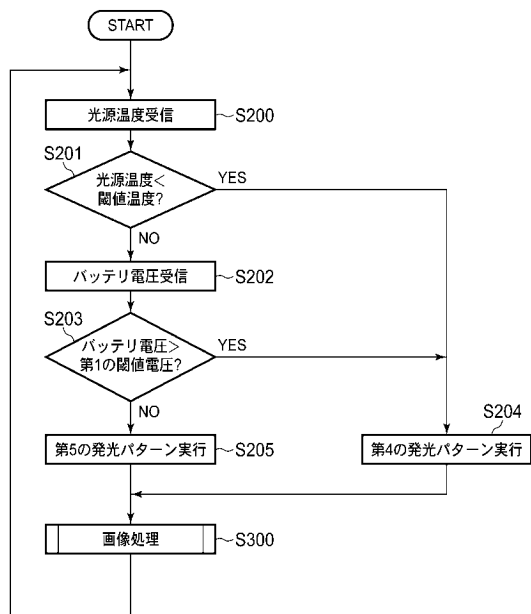 START
光源温度受信
S200
S201
光源温度<
閾値温度?
YES
NO
バッテリ電圧受信
S202
S203
バッテリ電圧>
第1の閾値電圧?
YES
NO
S204
第5の発光パターン実行
S205
第4の発光パターン実行
画像処理
S300